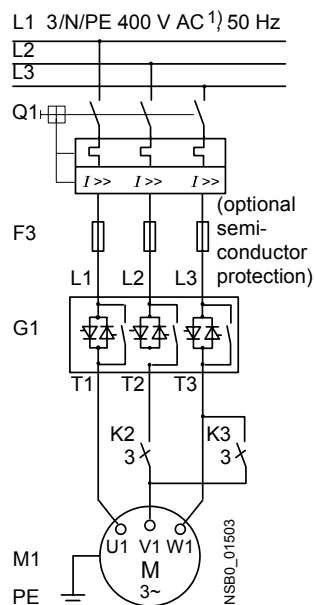 L1 3/N/PE 400 V AC 1) 50 Hz
L2
L3
Q1
I >> I >> I >>
(optional
semi-
conductor
protection)
F3
L1 L2 L3
G1
T1 T2 T3
K2
3
K3
3
U1 V1 W1
M1
M
3~
PE
NSB0_01503